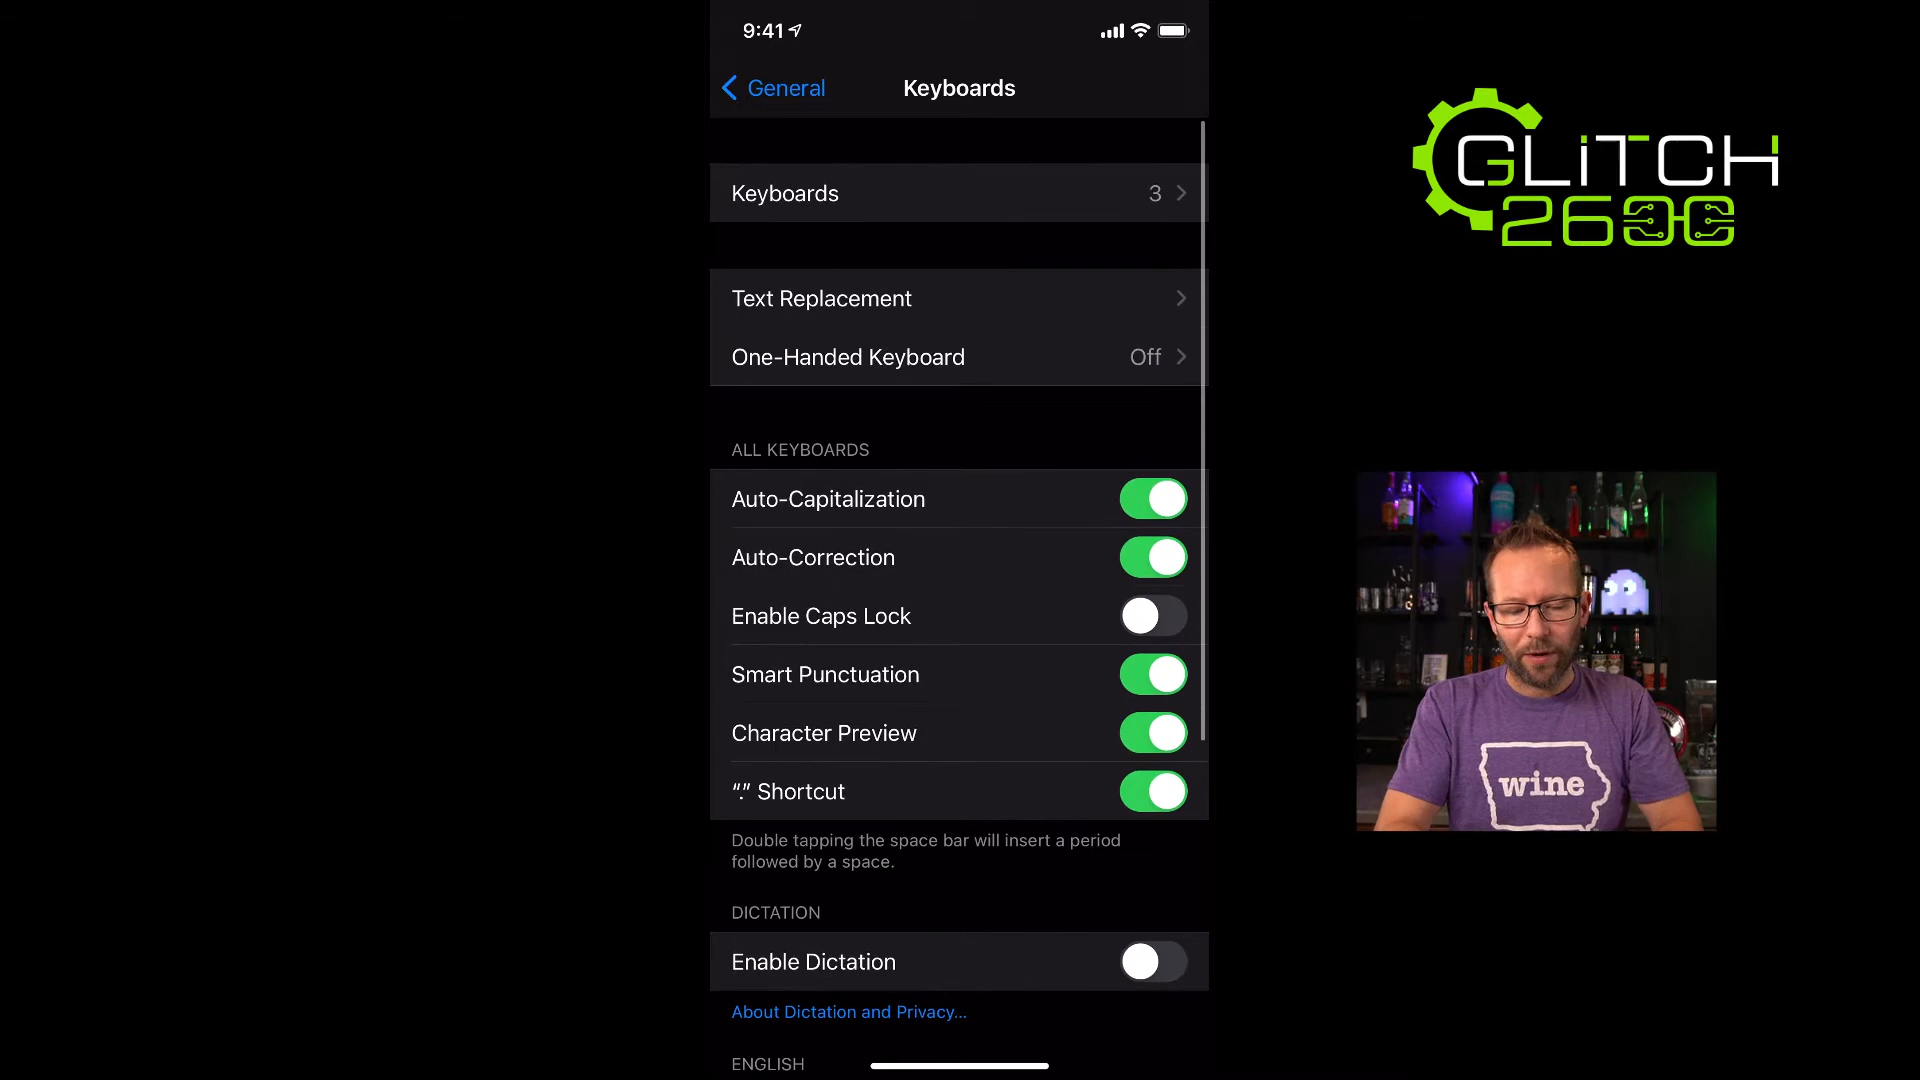 9:41
General
Keyboards
Keyboards 3
Text Replacement
One-Handed Keyboard Off
ALL KEYBOARDS
Auto-Capitalization
Auto-Correction
Enable Caps Lock
Smart Punctuation
Character Preview
“.” Shortcut
Double tapping the space bar will insert a period
followed by a space.
DICTATION
Enable Dictation
About Dictation and Privacy...
ENGLISH
GLiTCH
2600
wine